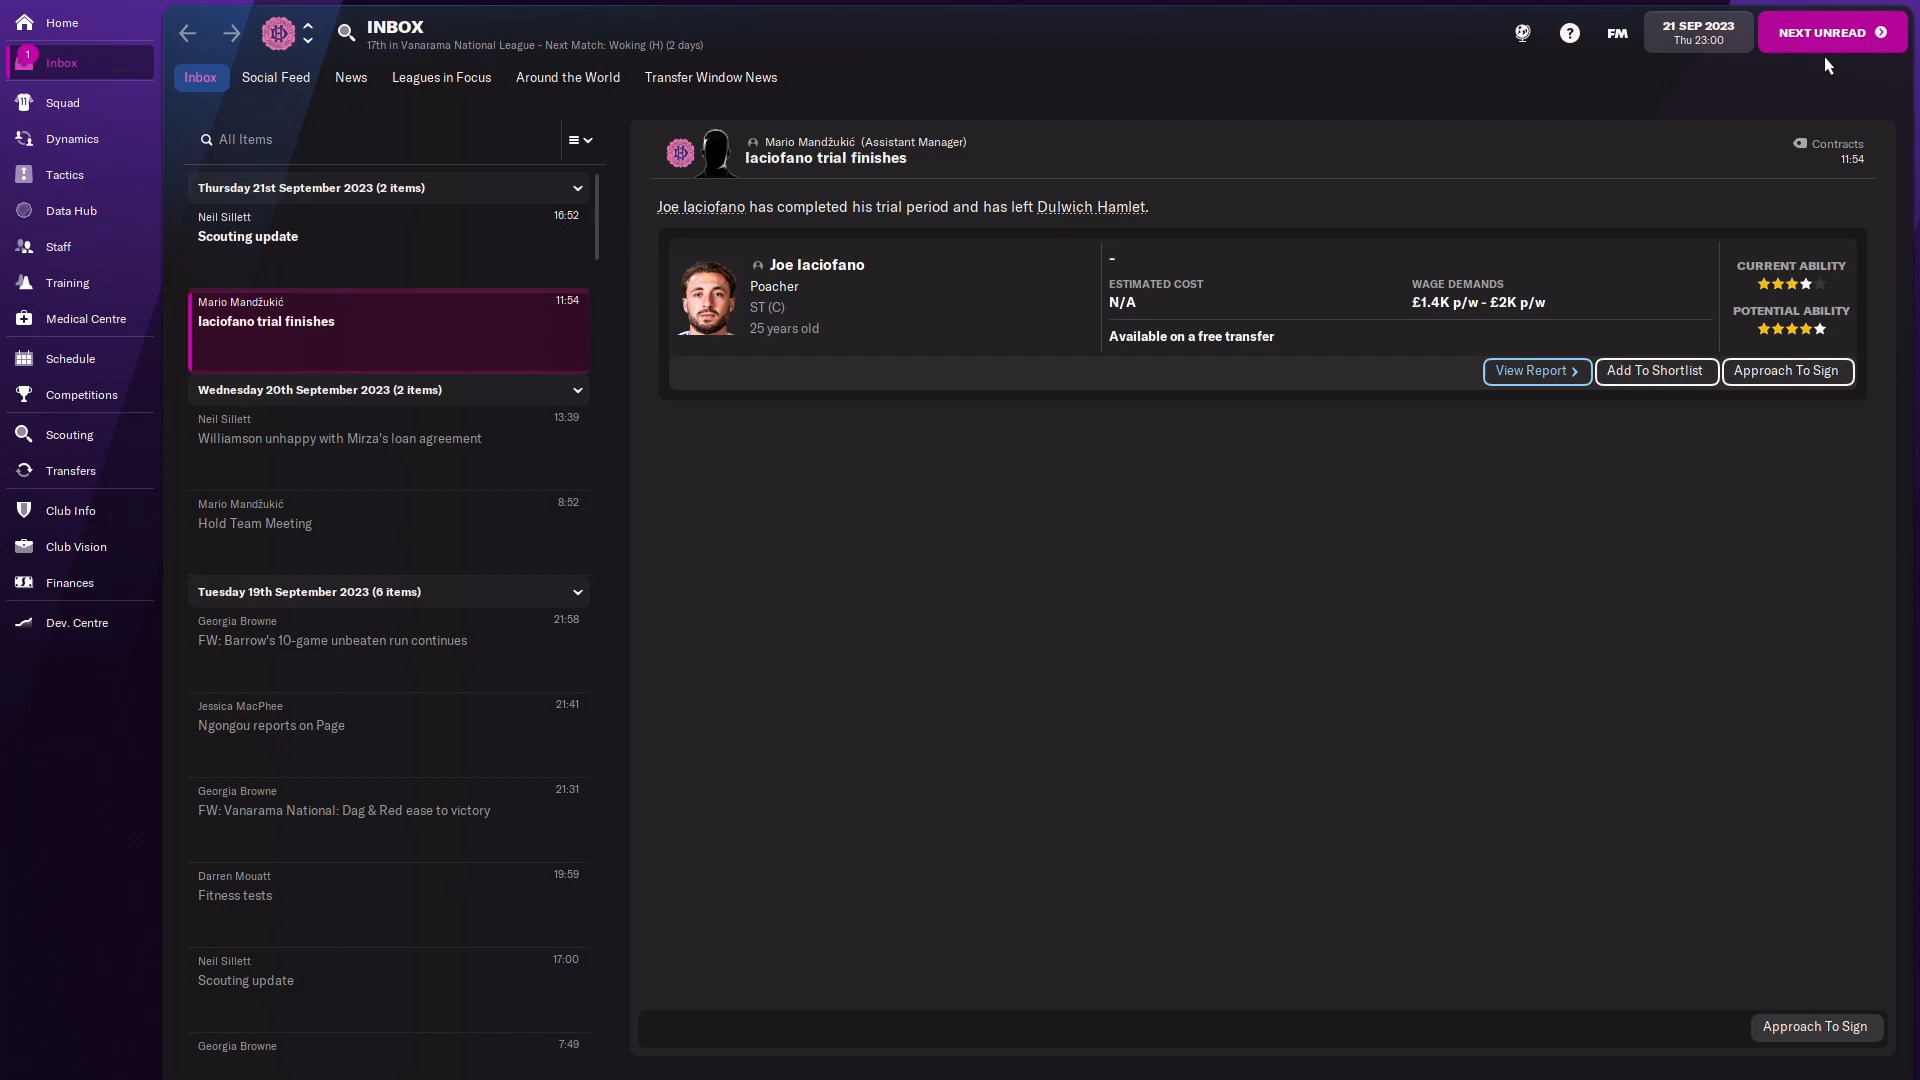 Home
Inbox
1
Squad
Dynamics
Tactics
Data Hub
Staff
Training
Medical Centre
Schedule
Competitions
Scouting
Transfers
Club Info
Club Vision
Finances
Dev. Centre
INBOX
17th in Vanarama National League - Next Match: Woking (H) (2 days)
?
FM
21 SEP 2023
Thu 23:00
NEXT UNREAD
Inbox Social Feed News Leagues in Focus Around the World Transfer Window News
All Items
Thursday 21st September 2023 (2 items)
Neil Sillett 16:52
Scouting update
Mario Mandžukić 11:54
Iaciofano trial finishes
Wednesday 20th September 2023 (2 items)
Neil Sillett 13:39
Williamson unhappy with Mirza's loan agreement
Mario Mandžukić 8:52
Hold Team Meeting
Tuesday 19th September 2023 (6 items)
Georgia Browne 21:58
FW: Barrow's 10-game unbeaten run continues
Jessica MacPhee 21:41
Ngongou reports on Page
Georgia Browne 21:31
FW: Vanarama National: Dag & Red ease to victory
Darren Mouatt 19:59
Fitness tests
Neil Sillett 17:00
Scouting update
Georgia Browne 7:49
Mario Mandžukić (Assistant Manager)
Iaciofano trial finishes
Contracts
11:54
Joe Iaciofano has completed his trial period and has left Dulwich Hamlet.
Joe Iaciofano
Poacher
ST (C)
25 years old
-
ESTIMATED COST
N/A
WAGE DEMANDS
£1.4K p/w - £2K p/w
Available on a free transfer
CURRENT ABILITY
POTENTIAL ABILITY
View Report Add To Shortlist Approach To Sign
Approach To Sign